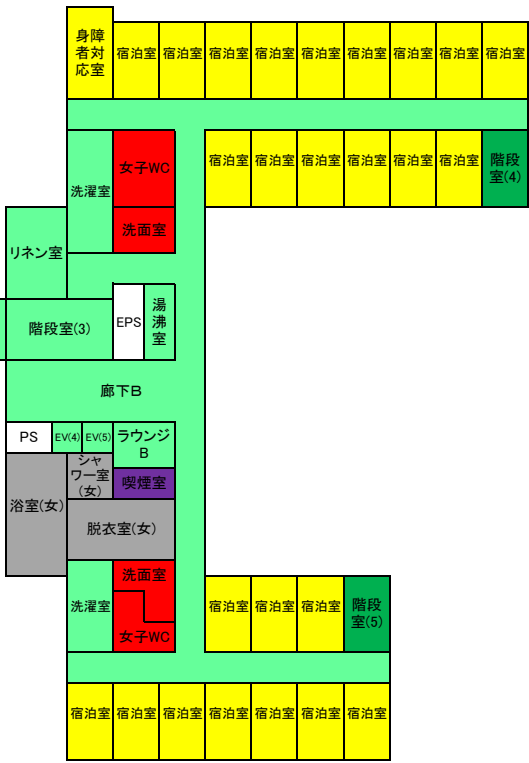 身障
者対
応室
宿泊室
宿泊室
宿泊室
宿泊室
宿泊室
宿泊室
宿泊室
宿泊室
宿泊室
洗濯室
女子WC
宿泊室
宿泊室
宿泊室
宿泊室
宿泊室
宿泊室
階段
室(4)
洗面室
リネン室
階段室(3)
EPS
湯
沸
室
廊下B
PS
EV(4)
EV(5)
ラウンジ
B
浴室(女)
シャ
ワー室
(女)
喫煙室
脱衣室(女)
洗濯室
洗面室
女子WC
宿泊室
宿泊室
宿泊室
階段
室(5)
宿泊室
宿泊室
宿泊室
宿泊室
宿泊室
宿泊室
宿泊室